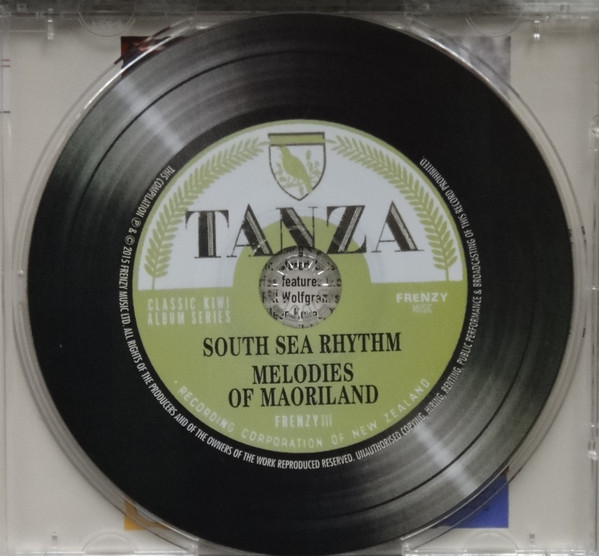 TANZA
CLASSIC KIWI
ALBUM SERIES
FRENZY
MUSIC
features
Wolfgram
SOUTH SEA RHYTHM
MELODIES
OF MAORILAND
FRENZY111
· RECORDING CORPORATION OF NEW ZEALAND
THIS COMPILATION ℗ & © 2015 FRENZY MUSIC LTD. ALL RIGHTS OF THE PRODUCERS AND OF THE OWNERS OF THE WORK REPRODUCED RESERVED. UNAUTHORISED COPYING, HIRING, RENTING, PUBLIC PERFORMANCE & BROADCASTING OF THIS RECORD PROHIBITED.